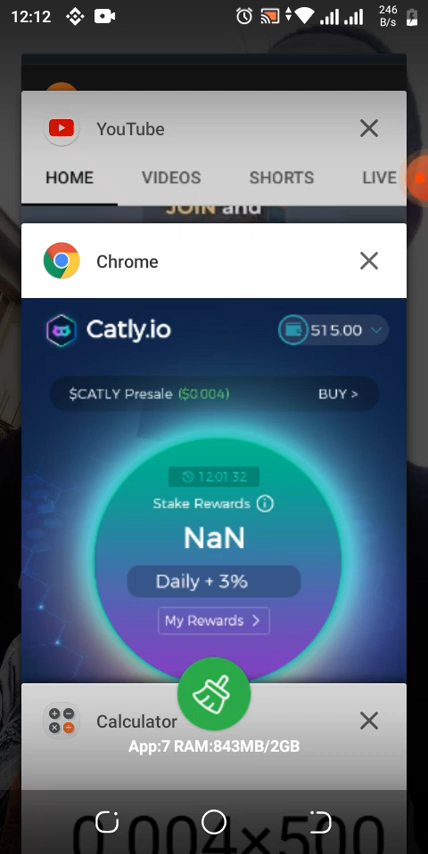 12:12
246
B/s
YouTube
HOME VIDEOS SHORTS LIVE
JOIN and
Chrome
Catly.io
515.00
$CATLY Presale ($0.004) BUY >
12:01:32
Stake Rewards
NaN
Daily + 3%
My Rewards >
Calculator
App:7 RAM:843MB/2GB
0.004×500